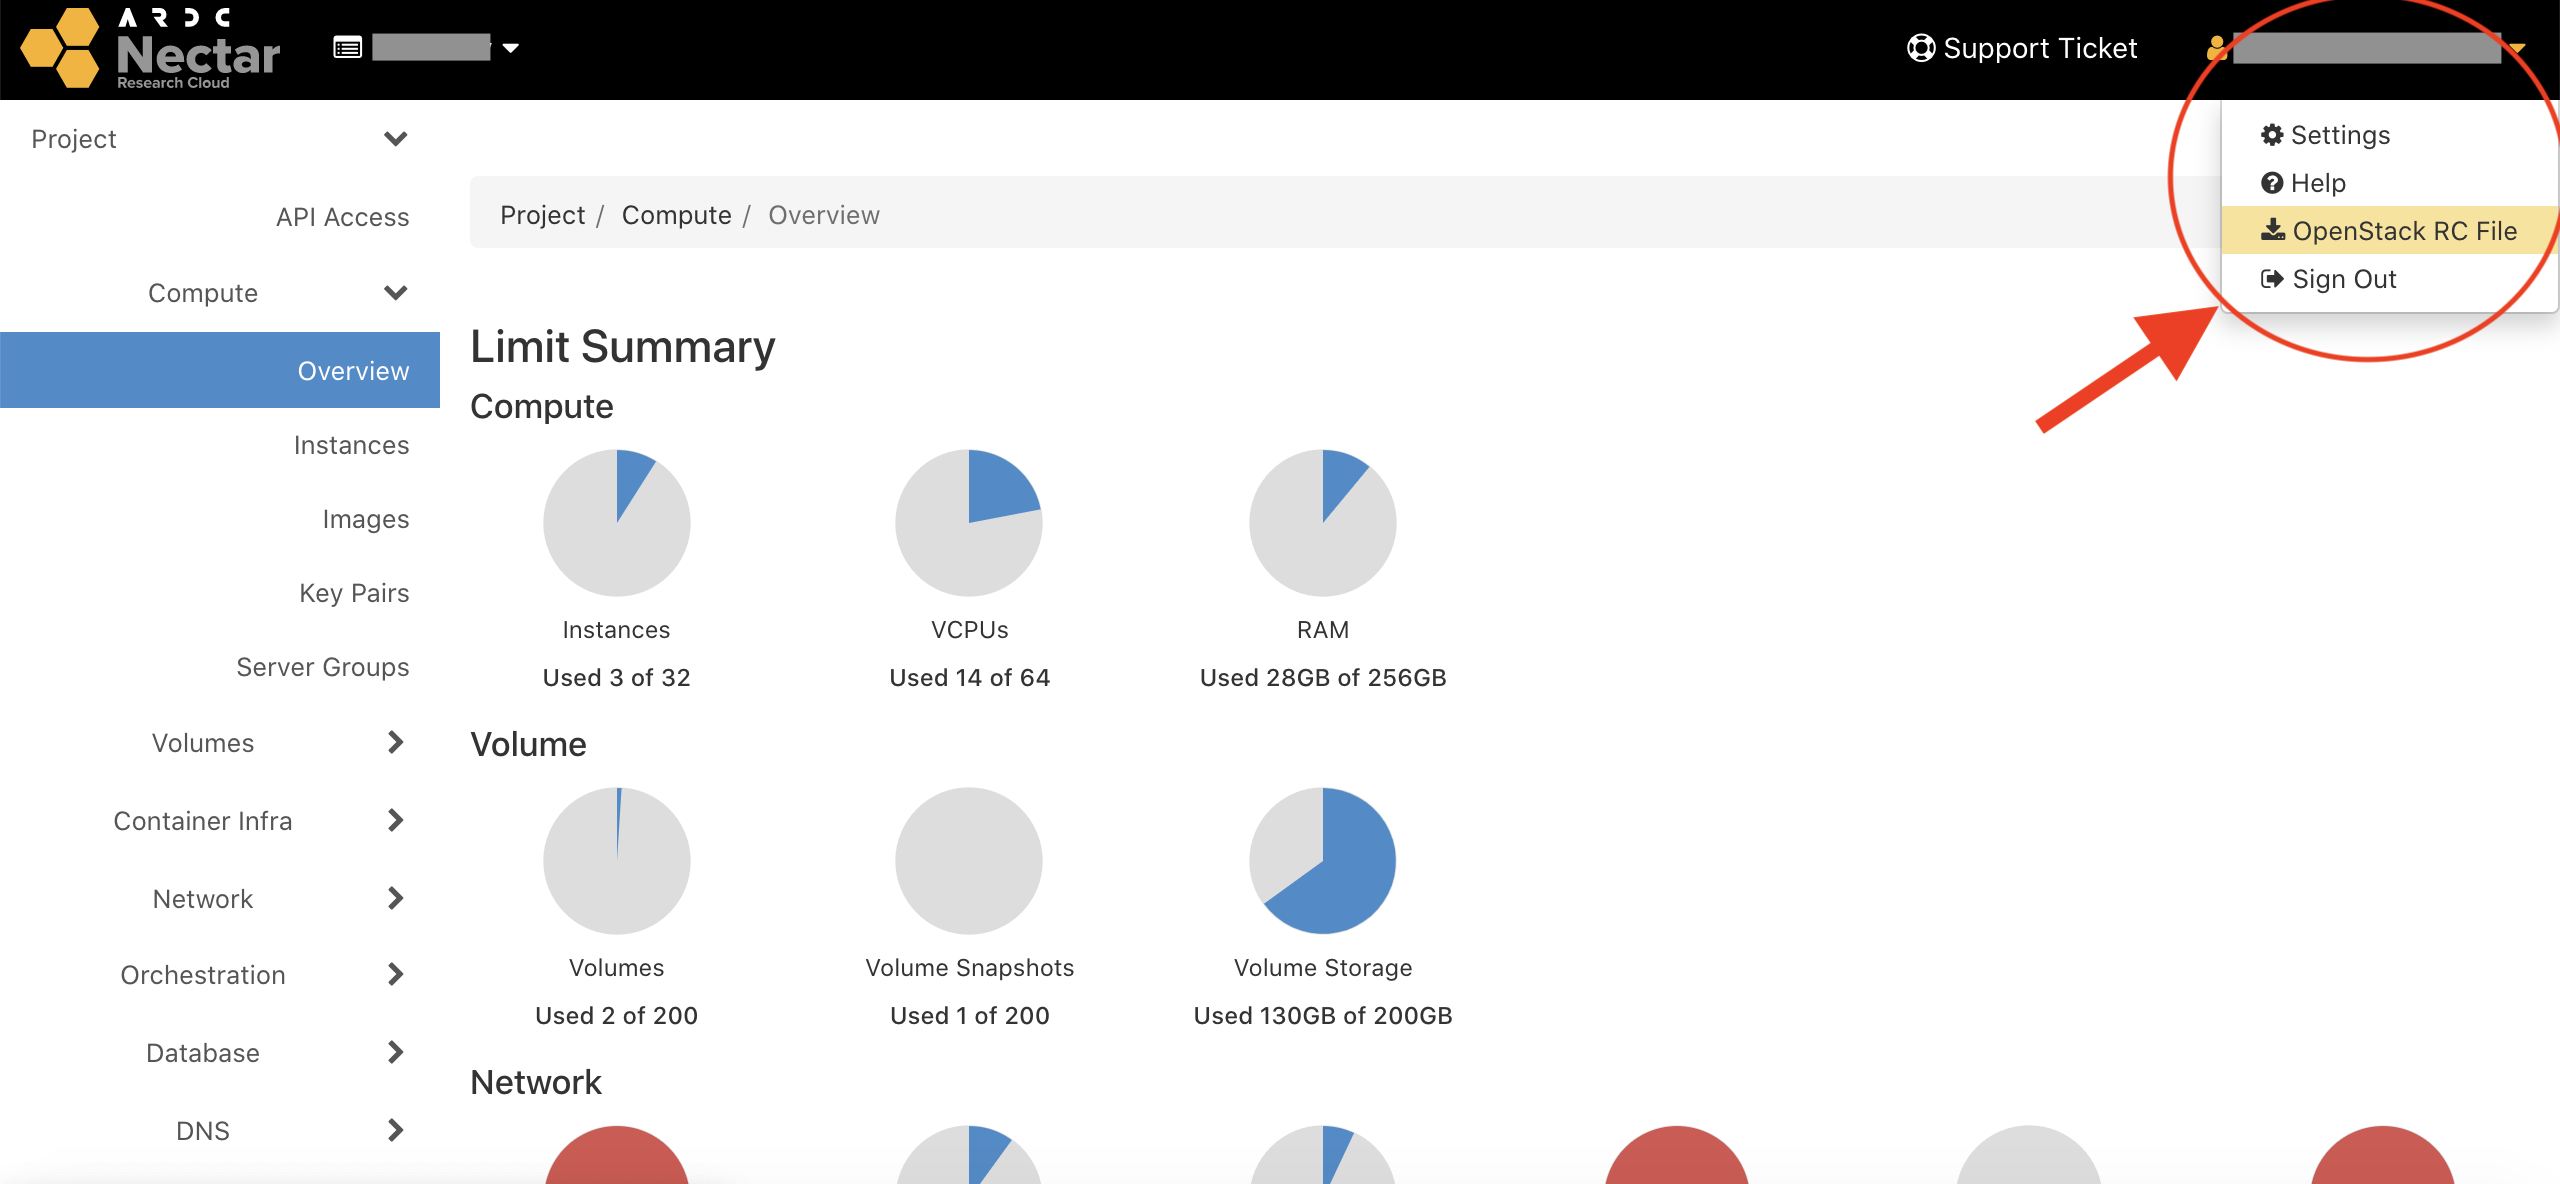 ARDC
Nectar
Research Cloud
Support Ticket
Settings
Help
OpenStack RC File
Sign Out
Project
API Access
Compute
Overview
Instances
Images
Key Pairs
Server Groups
Volumes
Container Infra
Network
Orchestration
Database
DNS
Project / Compute / Overview
Limit Summary
Compute
Instances
Used 3 of 32
VCPUs
Used 14 of 64
RAM
Used 28GB of 256GB
Volume
Volumes
Used 2 of 200
Volume Snapshots
Used 1 of 200
Volume Storage
Used 130GB of 200GB
Network